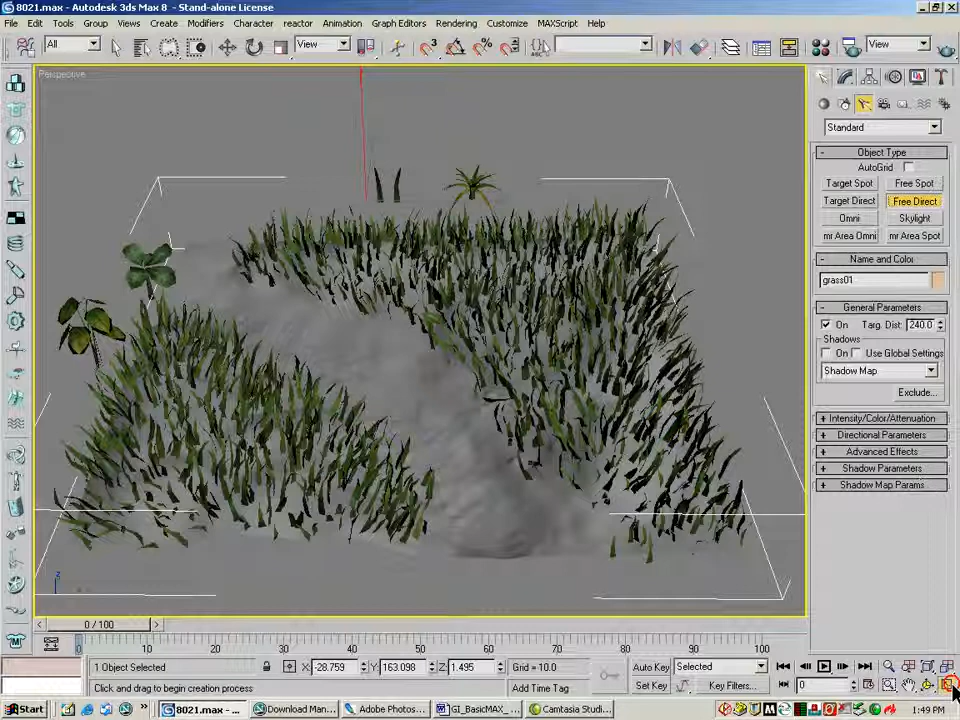 8021.max - Autodesk 3ds Max 8 - Stand-alone License
File Edit Tools Group Views Create Modifiers Character reactor Animation Graph Editors Rendering Customize MAXScript Help
All View View
Perspective
Standard
- Object Type
AutoGrid
Target Spot Free Spot
Target Direct Free Direct
Omni Skylight
mr Area Omni mr Area Spot
- Name and Color
grass01
- General Parameters
On Targ. Dist: 240.0
Shadows
On Use Global Settings
Shadow Map
Exclude...
+ Intensity/Color/Attenuation
+ Directional Parameters
+ Advanced Effects
+ Shadow Parameters
+ Shadow Map Params
z
< 0 / 100 >
0 10 20 30 40 50 60 70 80 90 100
1 Object Selected X: -28.759 Y: 163.098 Z: 1.495 Grid = 10.0 Auto Key Selected
Click and drag to begin creation process Add Time Tag Set Key Key Filters... 0
Start 8021.max - ... Download Man... Adobe Photos... GI_BasicMAX_... Camtasia Studi... 1:49 PM